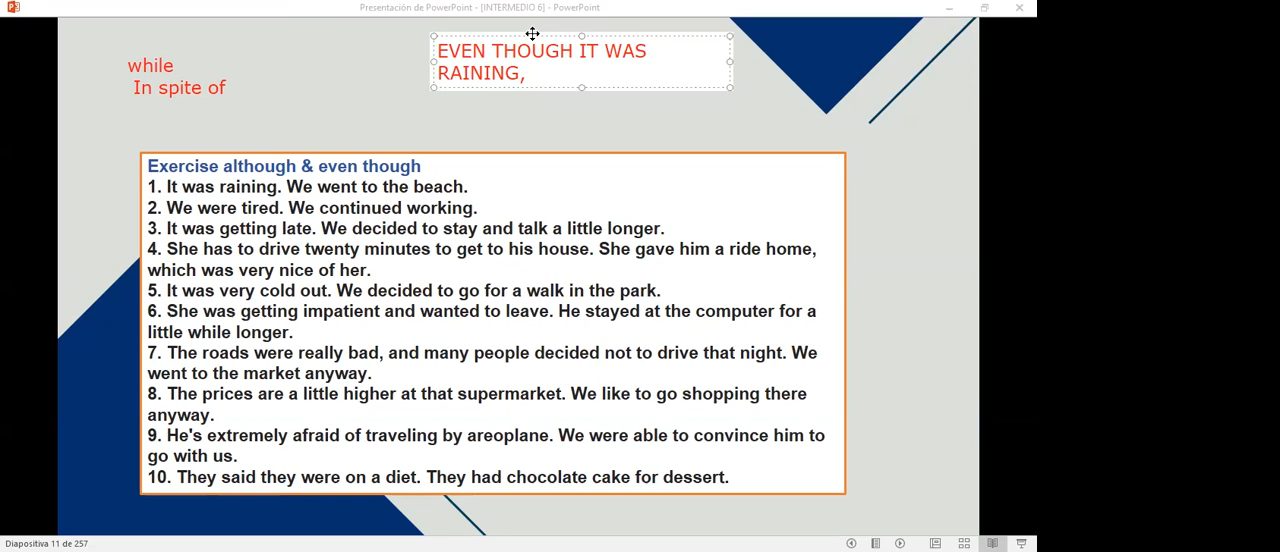 Presentación de PowerPoint - [INTERMEDIO 6] - PowerPoint
EVEN THOUGH IT WAS
RAINING,
while
In spite of
Exercise although & even though
1. It was raining. We went to the beach.
2. We were tired. We continued working.
3. It was getting late. We decided to stay and talk a little longer.
4. She has to drive twenty minutes to get to his house. She gave him a ride home,
which was very nice of her.
5. It was very cold out. We decided to go for a walk in the park.
6. She was getting impatient and wanted to leave. He stayed at the computer for a
little while longer.
7. The roads were really bad, and many people decided not to drive that night. We
went to the market anyway.
8. The prices are a little higher at that supermarket. We like to go shopping there
anyway.
9. He's extremely afraid of traveling by areoplane. We were able to convince him to
go with us.
10. They said they were on a diet. They had chocolate cake for dessert.
Diapositiva 11 de 257